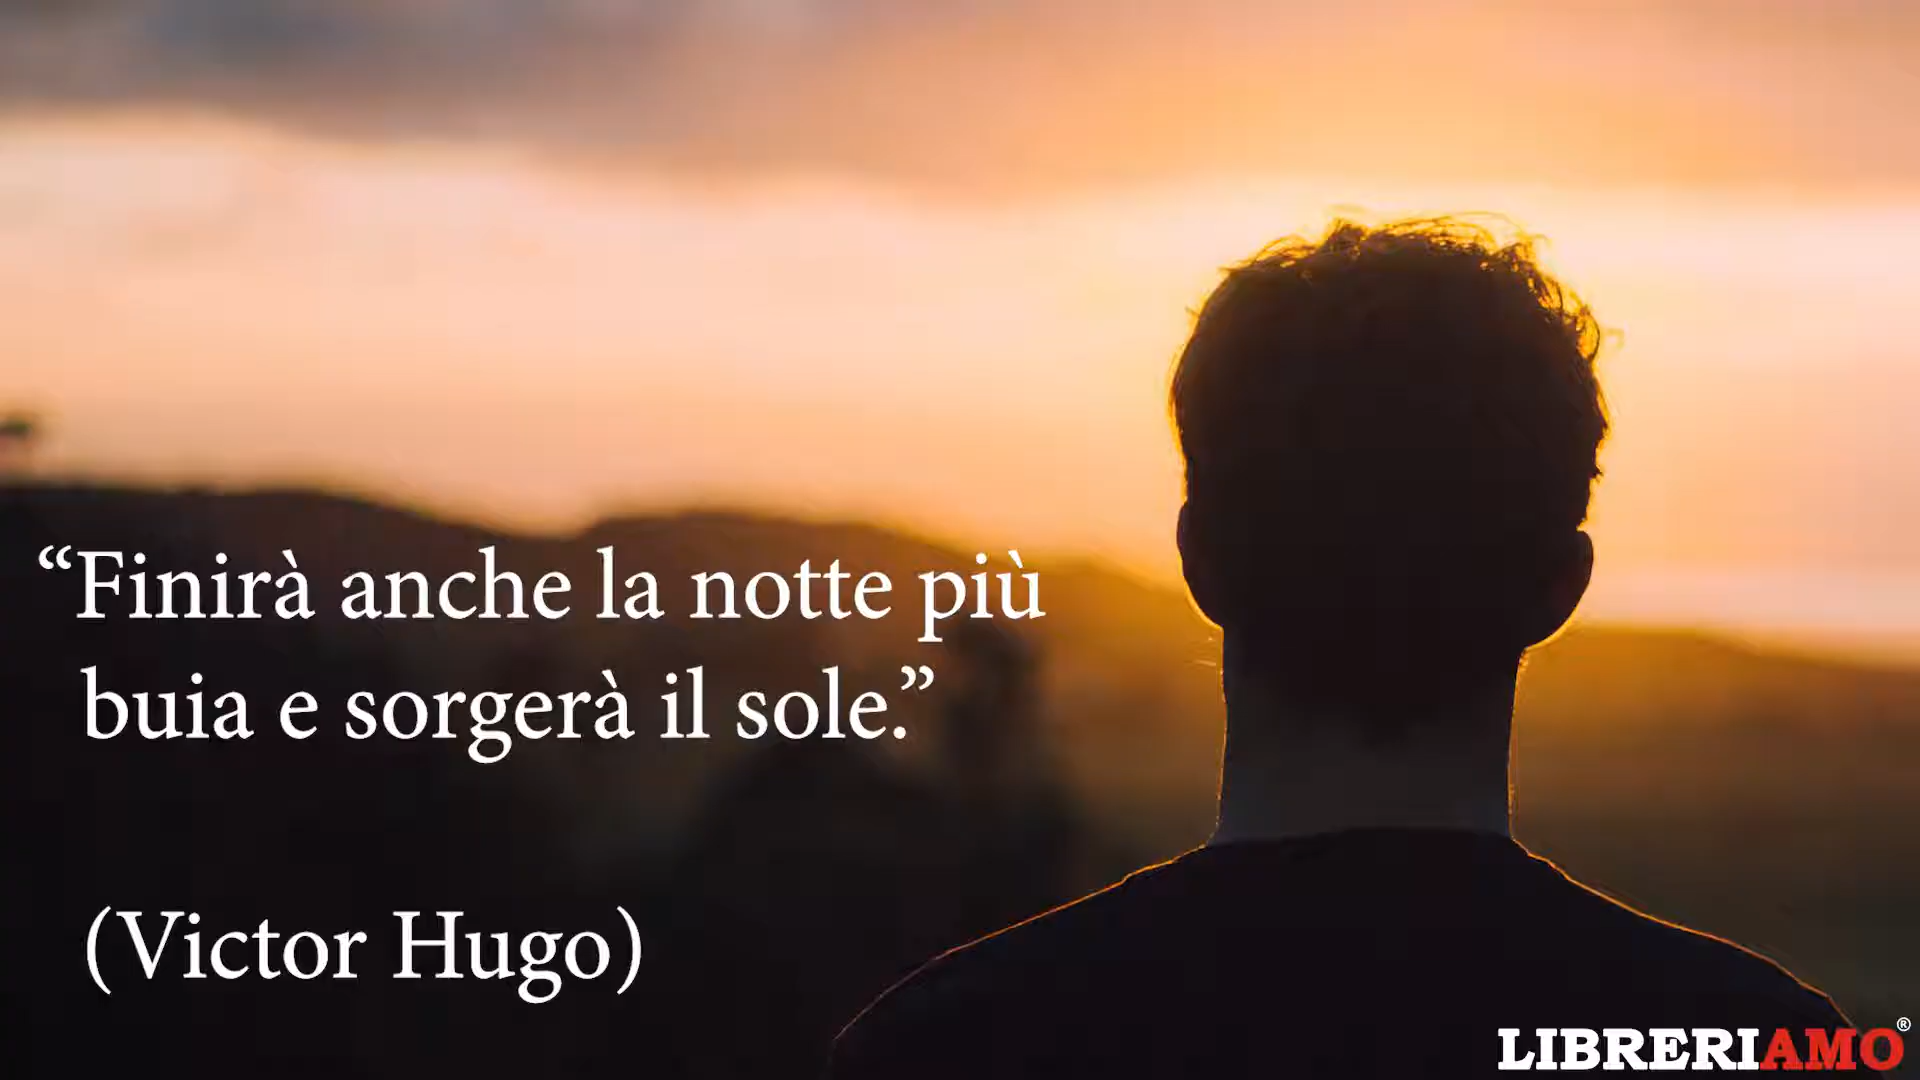 “Finirà anche la notte più
buia e sorgerà il sole.”
(Victor Hugo)
LIBRERIAMO®